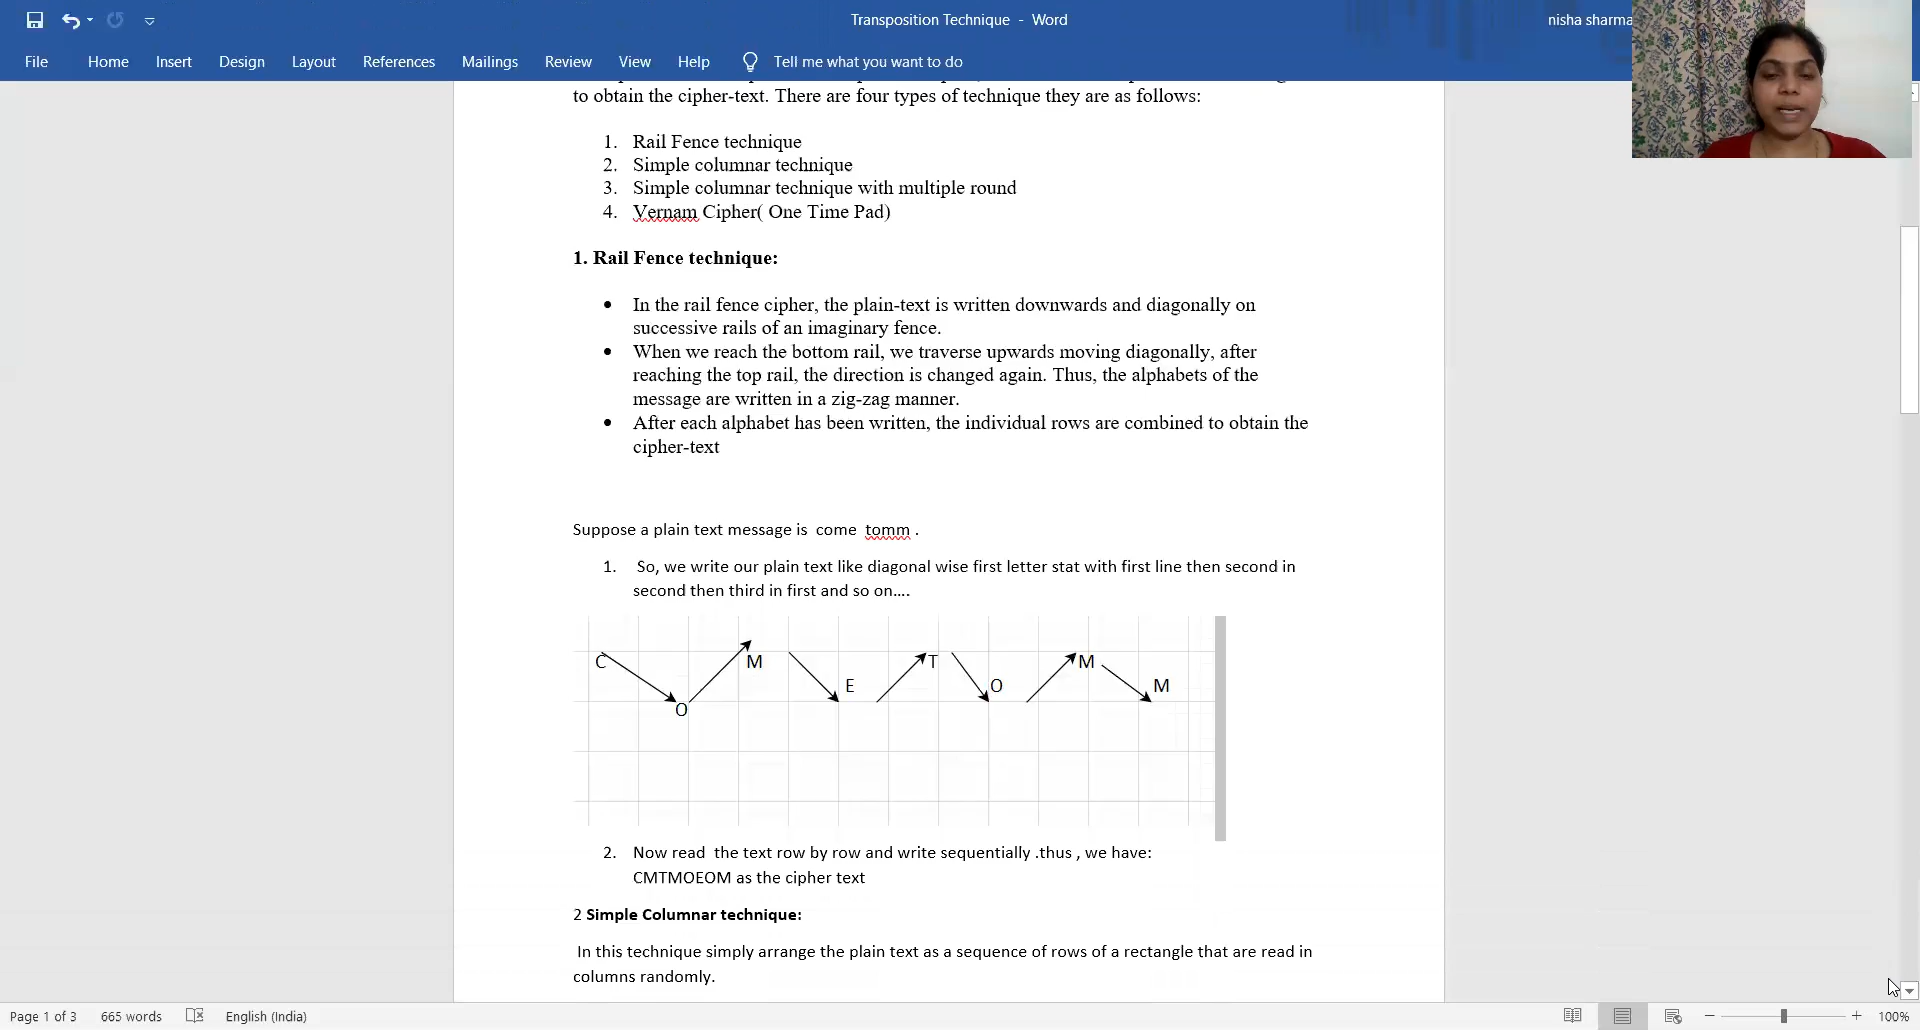 Transposition Technique - Word
nisha sharma
File Home Insert Design Layout References Mailings Review View Help Tell me what you want to do
to obtain the cipher-text. There are four types of technique they are as follows:
1. Rail Fence technique
2. Simple columnar technique
3. Simple columnar technique with multiple round
4. Vernam Cipher( One Time Pad)
1. Rail Fence technique:
• In the rail fence cipher, the plain-text is written downwards and diagonally on
successive rails of an imaginary fence.
• When we reach the bottom rail, we traverse upwards moving diagonally, after
reaching the top rail, the direction is changed again. Thus, the alphabets of the
message are written in a zig-zag manner.
• After each alphabet has been written, the individual rows are combined to obtain the
cipher-text
Suppose a plain text message is come tomm .
1. So, we write our plain text like diagonal wise first letter stat with first line then second in
second then third in first and so on....
C M T M
O E O M
2. Now read the text row by row and write sequentially .thus , we have:
CMTMOEOM as the cipher text
2 Simple Columnar technique:
In this technique simply arrange the plain text as a sequence of rows of a rectangle that are read in
columns randomly.
Page 1 of 3 665 words English (India) 100%